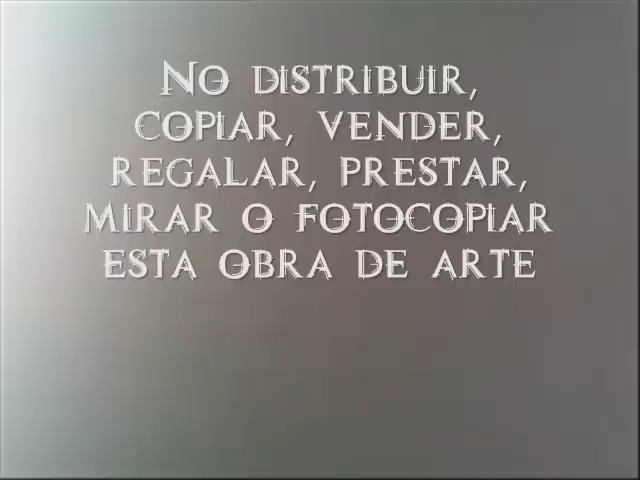 No distribuir,
copiar, vender,
regalar, prestar,
mirar o fotocopiar
esta obra de arte